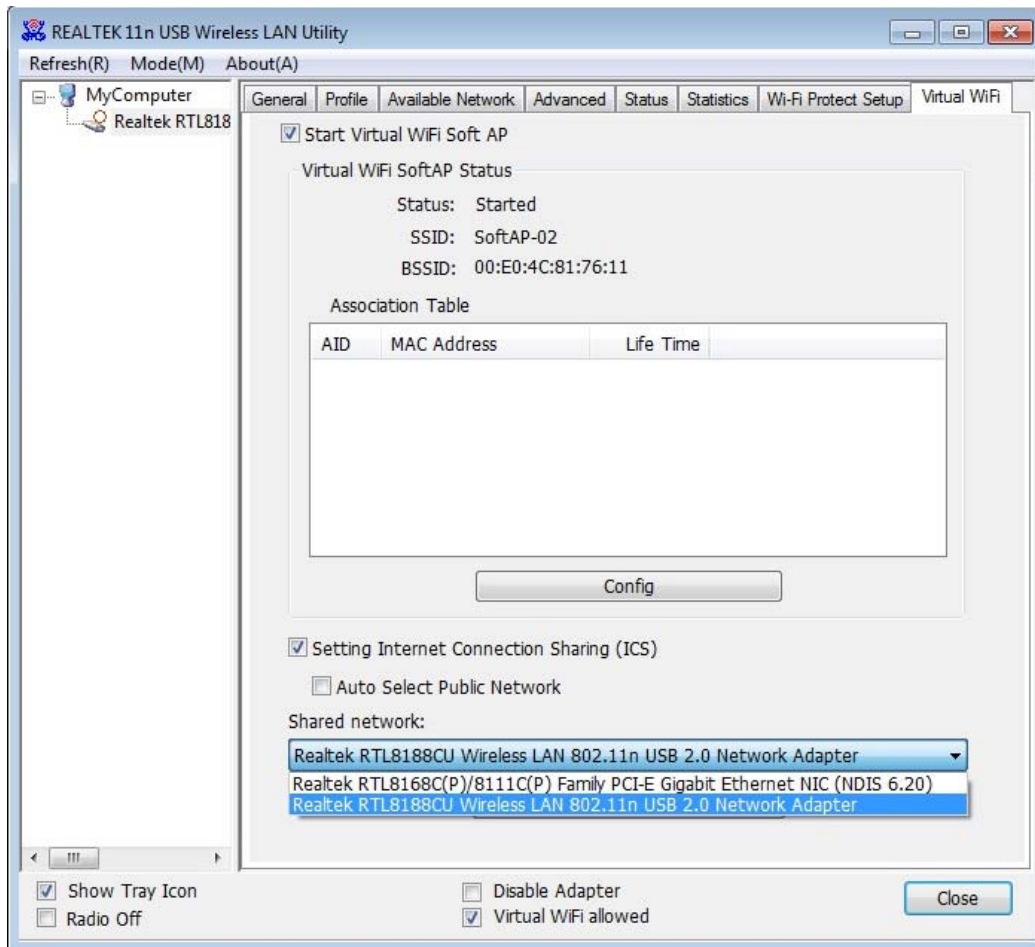 REALTEK 11n USB Wireless LAN Utility
Refresh(R) Mode(M) About(A)
MyComputer
Realtek RTL818
General Profile Available Network Advanced Status Statistics Wi-Fi Protect Setup Virtual WiFi
Start Virtual WiFi Soft AP
Virtual WiFi SoftAP Status
Status: Started
SSID: SoftAP-02
BSSID: 00:E0:4C:81:76:11
Association Table
AID MAC Address Life Time
Config
Setting Internet Connection Sharing (ICS)
Auto Select Public Network
Shared network:
Realtek RTL8188CU Wireless LAN 802.11n USB 2.0 Network Adapter
Realtek RTL8168C(P)/8111C(P) Family PCI-E Gigabit Ethernet NIC (NDIS 6.20)
Realtek RTL8188CU Wireless LAN 802.11n USB 2.0 Network Adapter
Show Tray Icon
Radio Off
Disable Adapter
Virtual WiFi allowed
Close